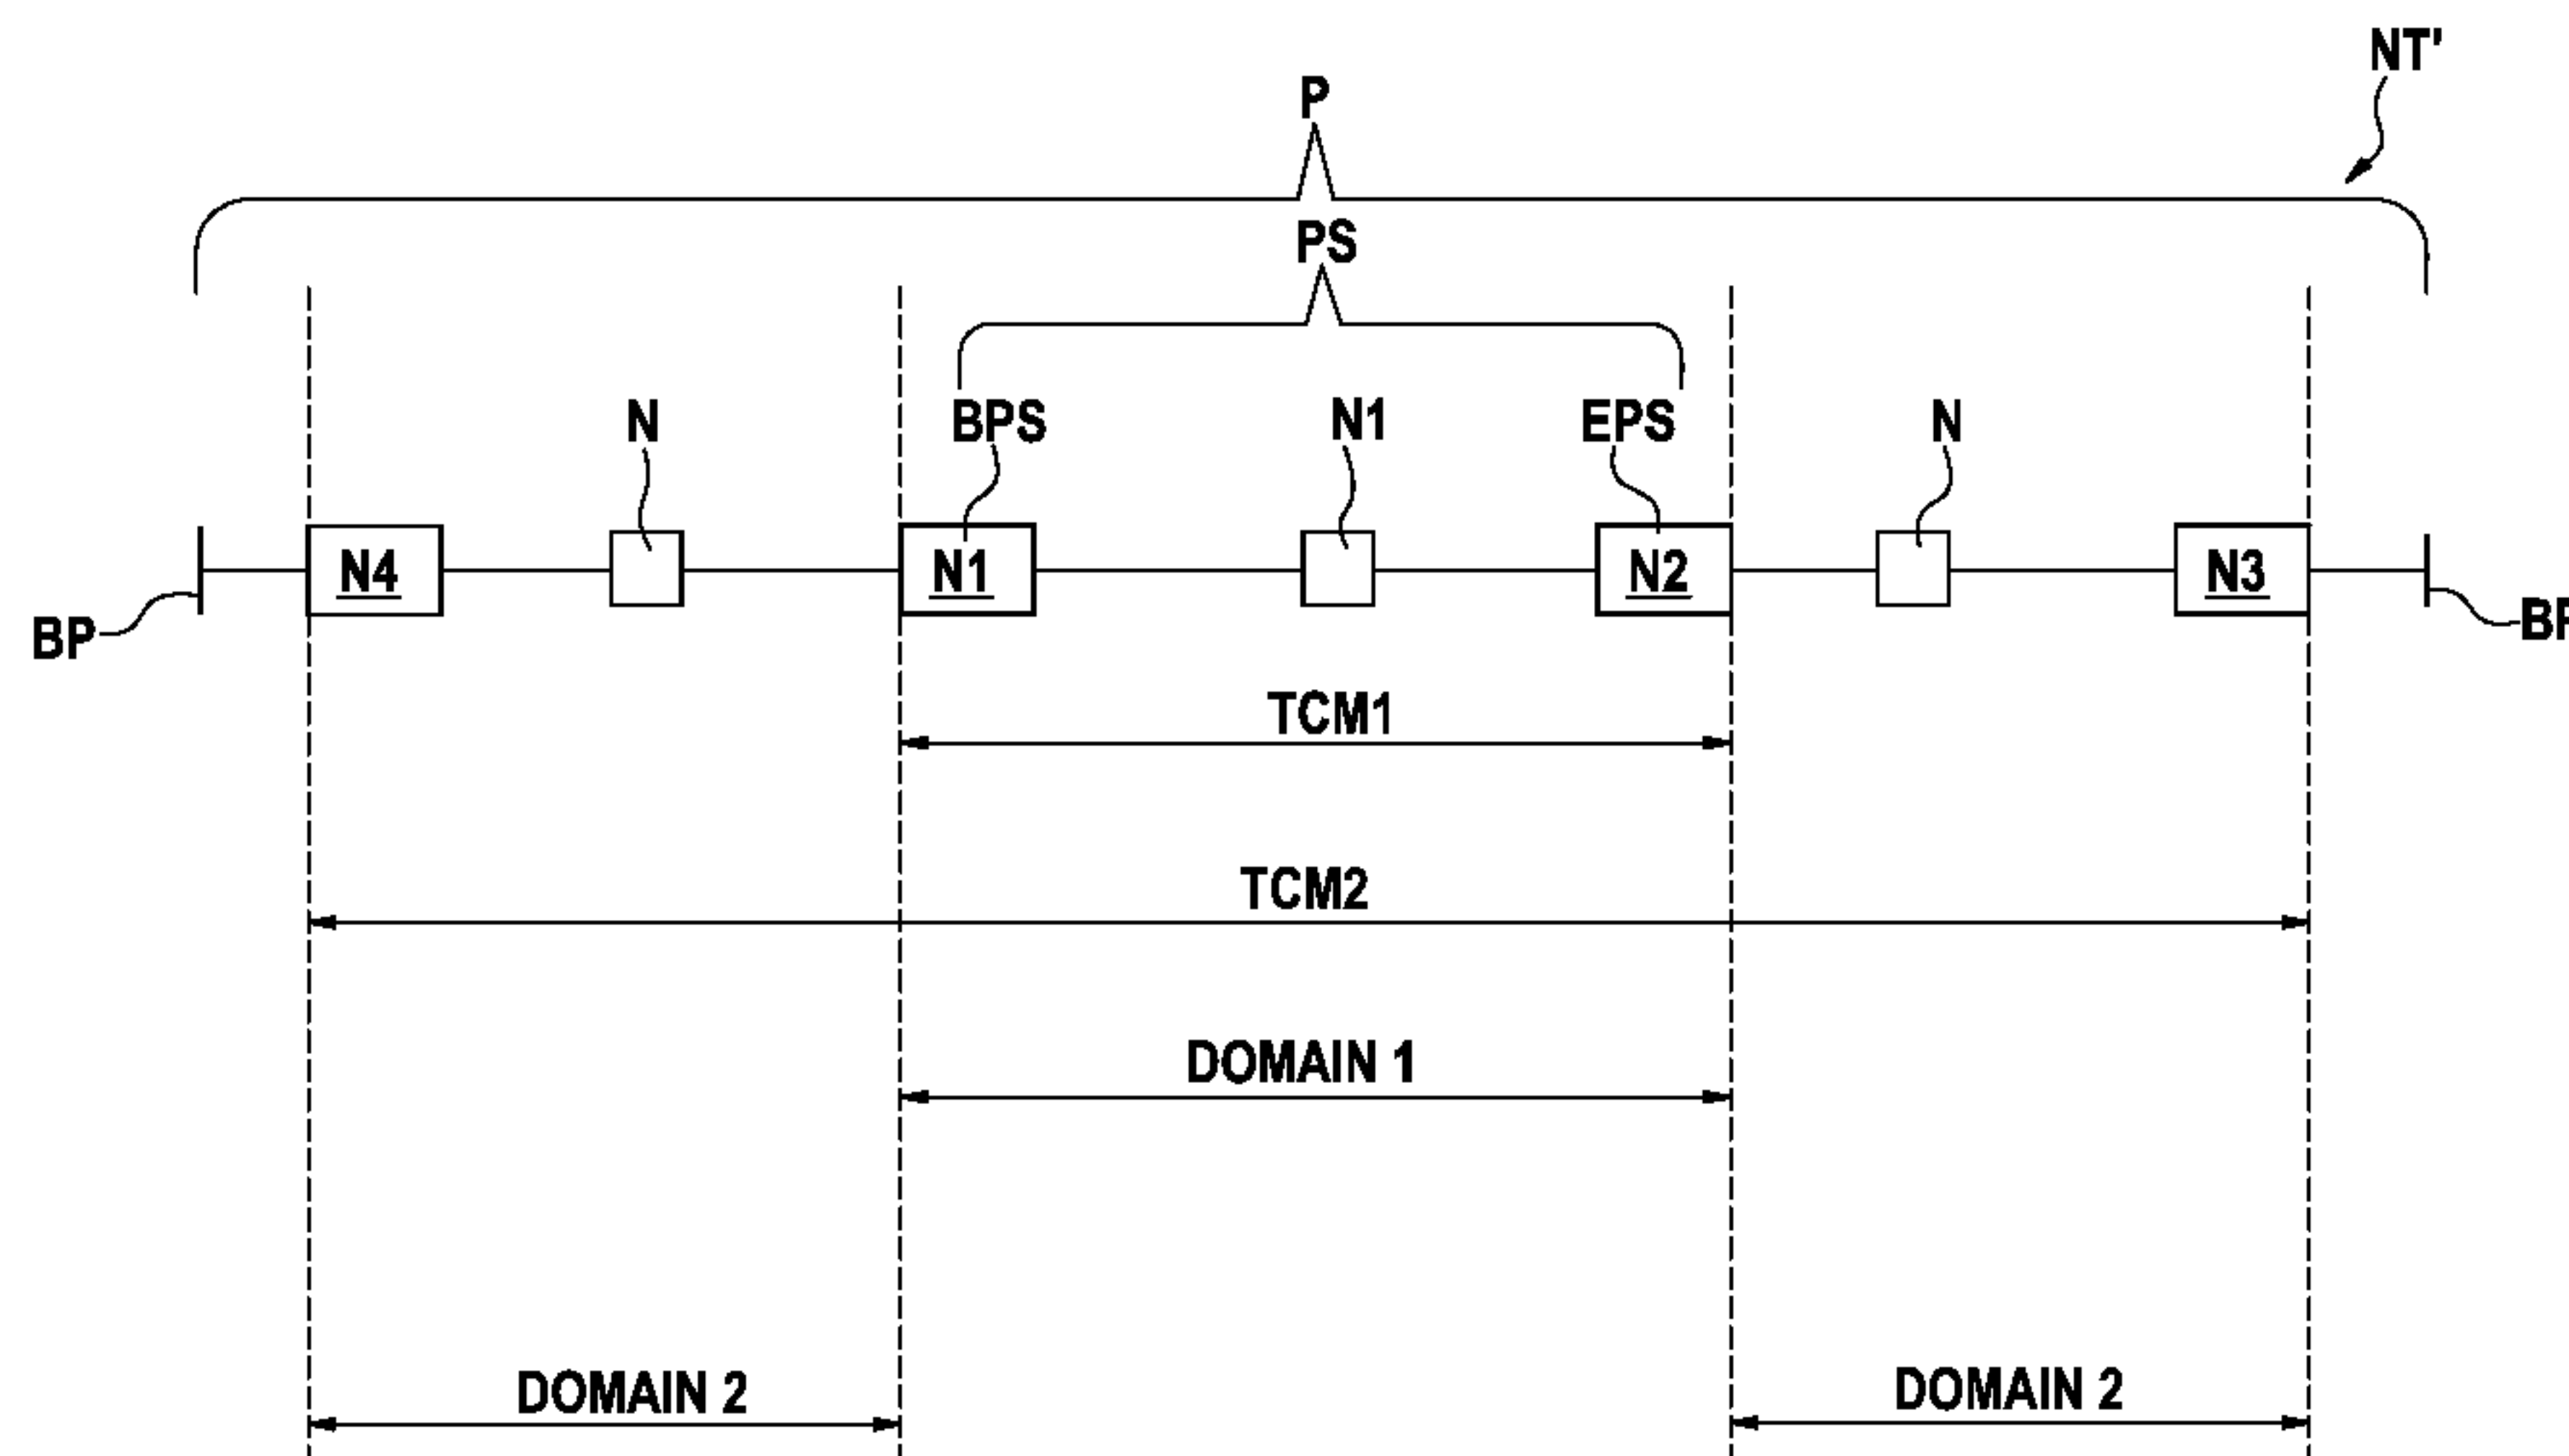 NT'
P
PS
N BPS N1 EPS N
N4 N1 N2 N3
BP
TCM1
TCM2
DOMAIN 1
DOMAIN 2 DOMAIN 2